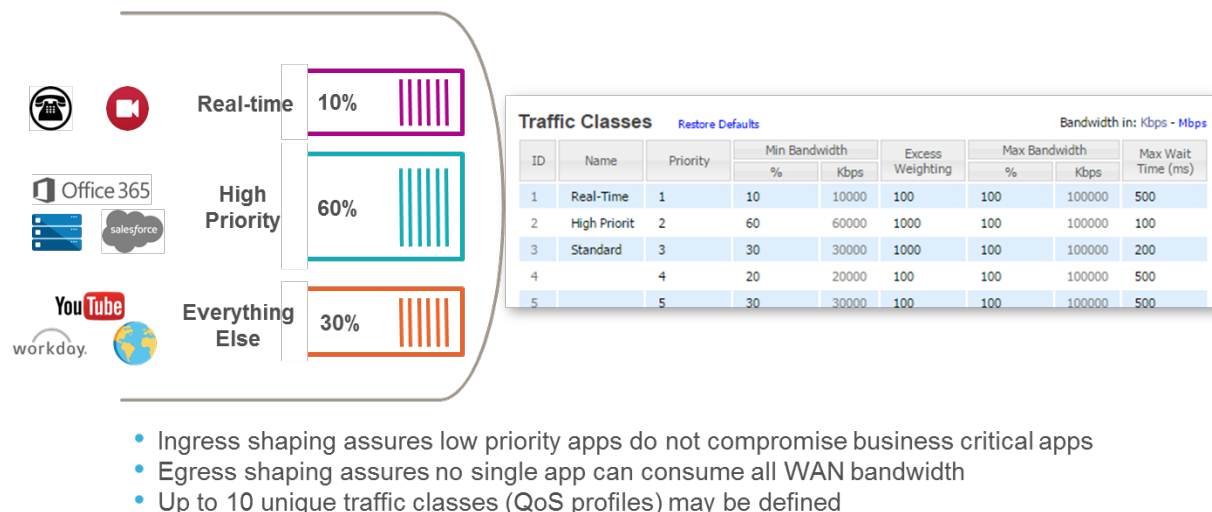 Real-time
10%
Office 365
salesforce
High
Priority
60%
YouTube
workday.
Everything
Else
30%
Traffic Classes Restore Defaults Bandwidth in: Kbps - Mbps
ID Name Priority Min Bandwidth Excess Weighting Max Bandwidth Max Wait Time (ms)
% Kbps % Kbps
1 Real-Time 1 10 10000 100 100 100000 500
2 High Priorit 2 60 60000 1000 100 100000 100
3 Standard 3 30 30000 1000 100 100000 200
4 4 20 20000 100 100 100000 500
5 5 30 30000 100 100 100000 500
• Ingress shaping assures low priority apps do not compromise business critical apps
• Egress shaping assures no single app can consume all WAN bandwidth
• Up to 10 unique traffic classes (QoS profiles) may be defined